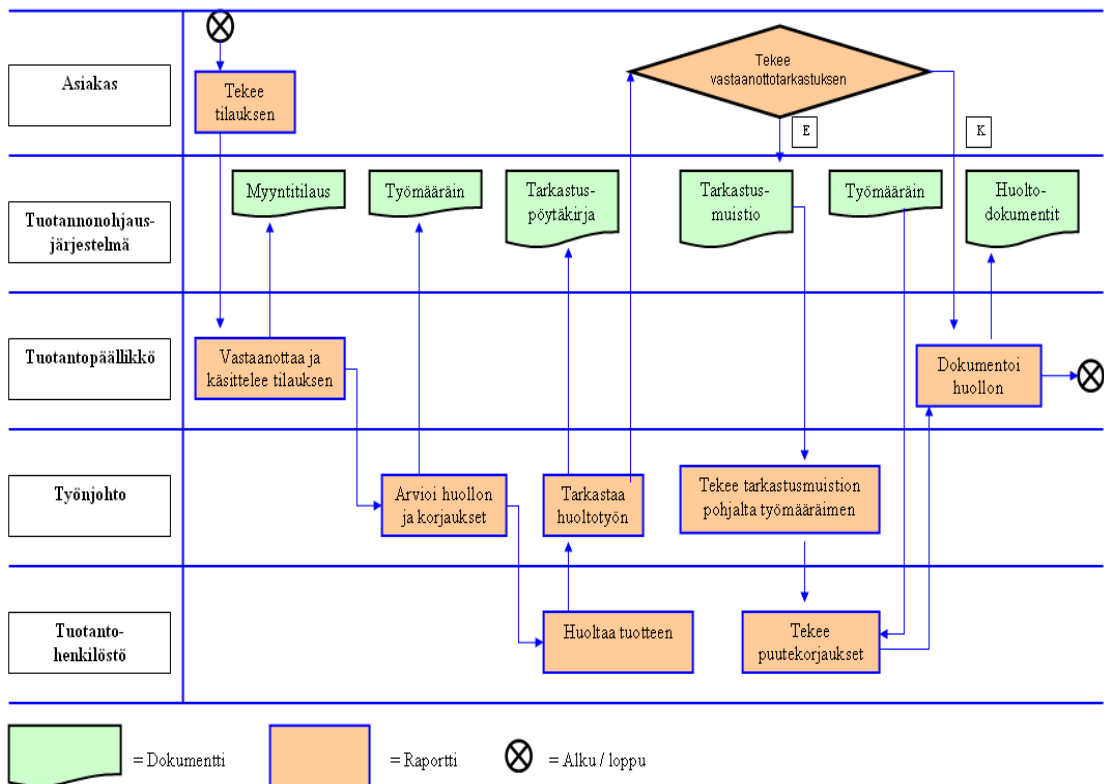 Asiakas
Tekee
tilauksen
Tekee
vastaanottotarkastuksen
E
K
Tuotannonohjaus-
järjestelmä
Myyntitilaus
Työmääräin
Tarkastus-
pöytäkirja
Tarkastus-
muistio
Työmääräin
Huolto-
dokumentit
Tuotantopäällikkö
Vastaanottaa ja
käsittelee tilauksen
Dokumentoi
huollon
Työnjohto
Arvioi huollon
ja korjaukset
Tarkastaa
huoltotyön
Tekee tarkastusmuistion
pohjalta työmääräimen
Tuotanto-
henkilöstö
Huoltaa tuotteen
Tekee
puutekorjaukset
= Dokumentti
= Raportti
= Alku / loppu